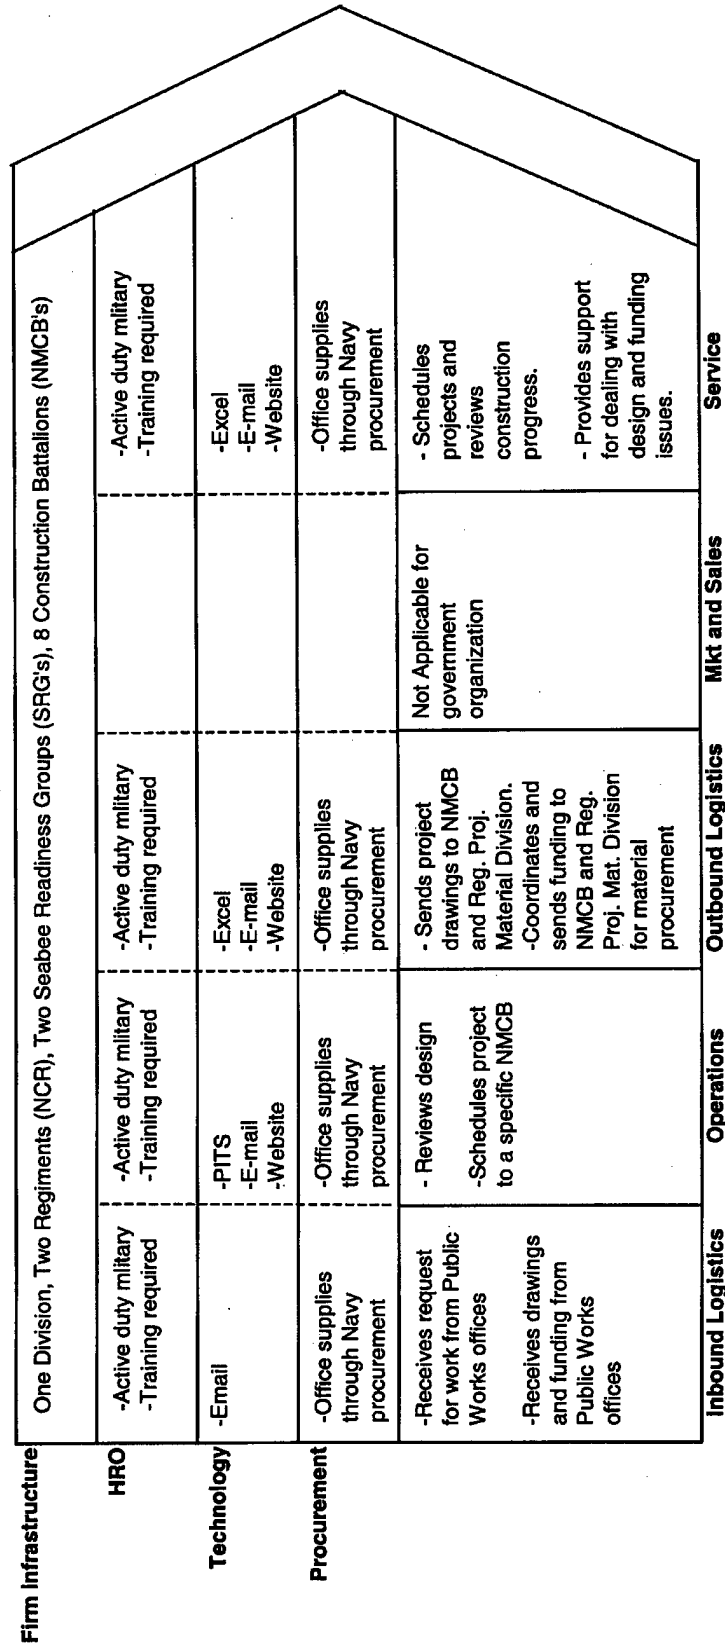 Firm Infrastructure
One Division, Two Regiments (NCR), Two Seabee Readiness Groups (SRG's), 8 Construction Battalions (NMCB's)
HRO
-Active duty military
-Training required
-Active duty military
-Training required
-Active duty military
-Training required
-Active duty military
-Training required
Technology
-Email
-PITS
-E-mail
-Website
-Excel
-E-mail
-Website
-Excel
-E-mail
-Website
Procurement
-Office supplies
through Navy
procurement
-Office supplies
through Navy
procurement
-Office supplies
through Navy
procurement
-Office supplies
through Navy
procurement
-Receives request
for work from Public
Works offices
-Receives drawings
and funding from
Public Works
offices
- Reviews design
-Schedules project
to a specific NMCB
- Sends project
drawings to NMCB
and Reg. Proj.
Material Division.
-Coordinates and
sends funding to
NMCB and Reg.
Proj. Mat. Division
for material
procurement
Not Applicable for
government
organization
- Schedules
projects and
reviews
construction
progress.
- Provides support
for dealing with
design and funding
issues.
Inbound Logistics
Operations
Outbound Logistics
Mkt and Sales
Service